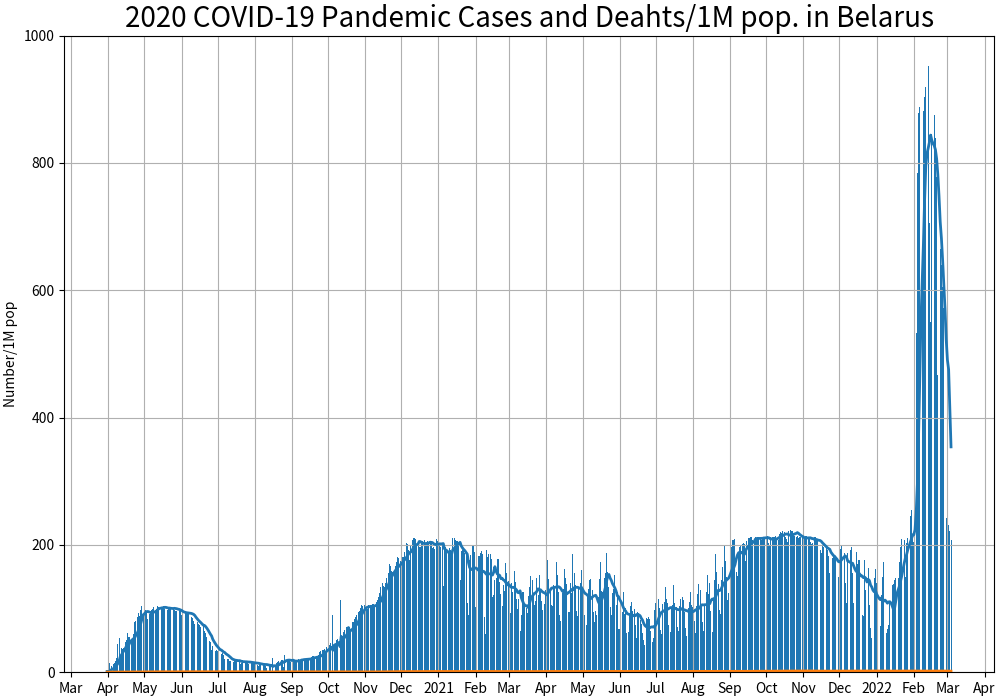 2020 COVID-19 Pandemic Cases and Deahts/1M pop. in Belarus
1000
800
600
400
200
0
Number/1M pop
Mar Apr May Jun Jul Aug Sep Oct Nov Dec 2021 Feb Mar Apr May Jun Jul Aug Sep Oct Nov Dec 2022 Feb Mar Apr